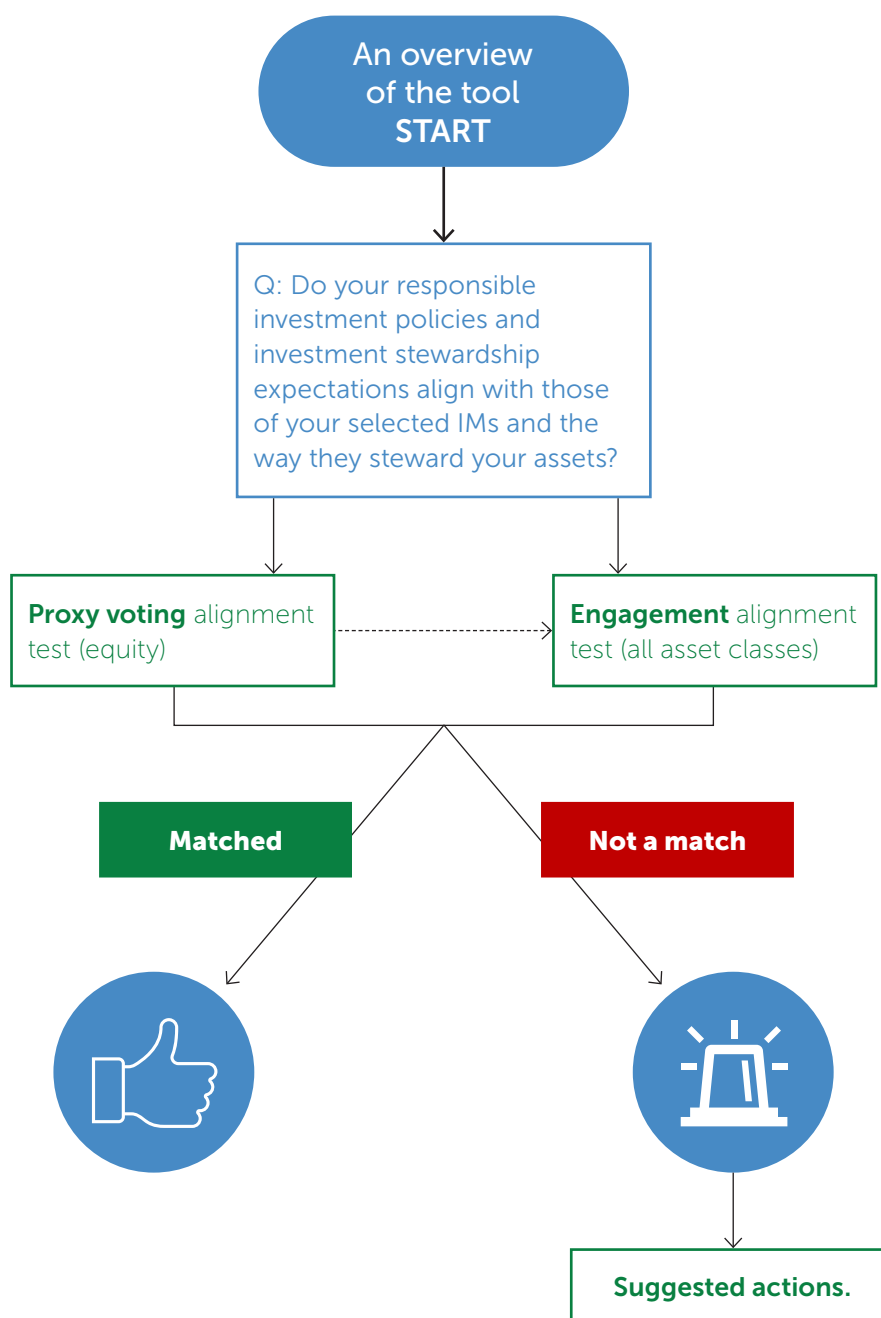 An overview
of the tool
START
Q: Do your responsible
investment policies and
investment stewardship
expectations align with those
of your selected IMs and the
way they steward your assets?
Proxy voting alignment
test (equity)
Engagement alignment
test (all asset classes)
Matched
Not a match
Suggested actions.